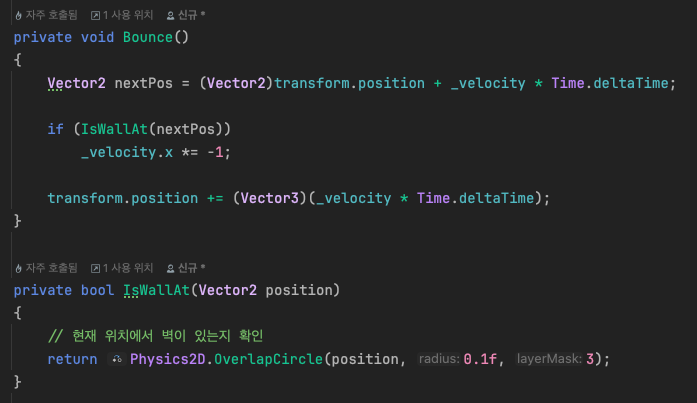 자주 호출됨 1 사용 위치 신규 *
private void Bounce()
{
Vector2 nextPos = (Vector2)transform.position + _velocity * Time.deltaTime;
if (IsWallAt(nextPos))
_velocity.x *= -1;
transform.position += (Vector3)(_velocity * Time.deltaTime);
}
자주 호출됨 1 사용 위치 신규 *
private bool IsWallAt(Vector2 position)
{
// 현재 위치에서 벽이 있는지 확인
return Physics2D.OverlapCircle(position, radius: 0.1f, layerMask: 3);
}